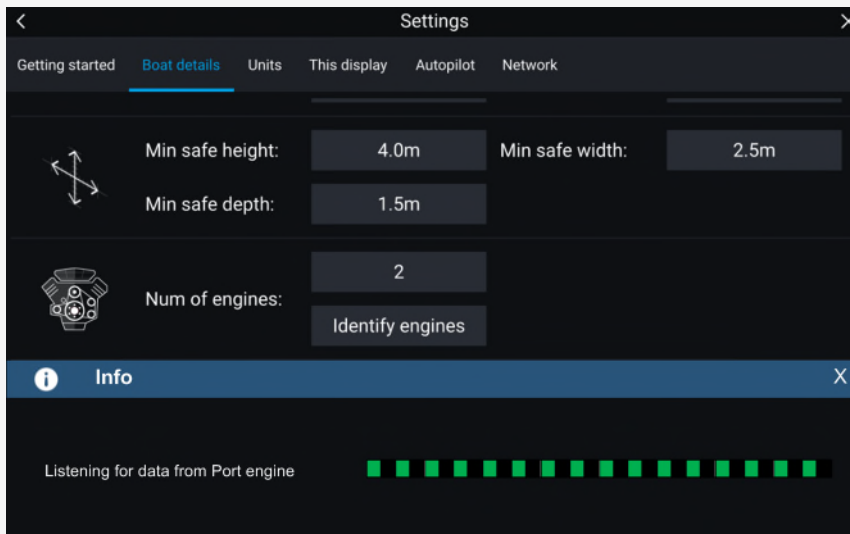 Settings
Getting started Boat details Units This display Autopilot Network
Min safe height: 4.0m Min safe width: 2.5m
Min safe depth: 1.5m
Num of engines: 2
Identify engines
i Info X
Listening for data from Port engine